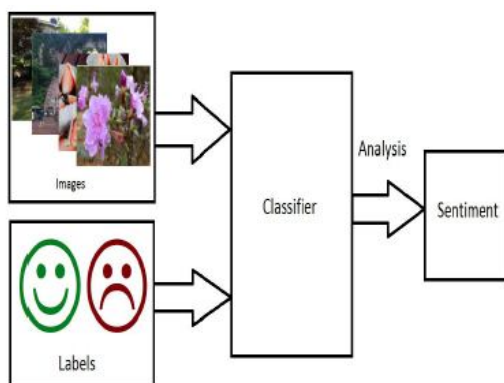 Images
Classifier
Analysis
Sentiment
Labels